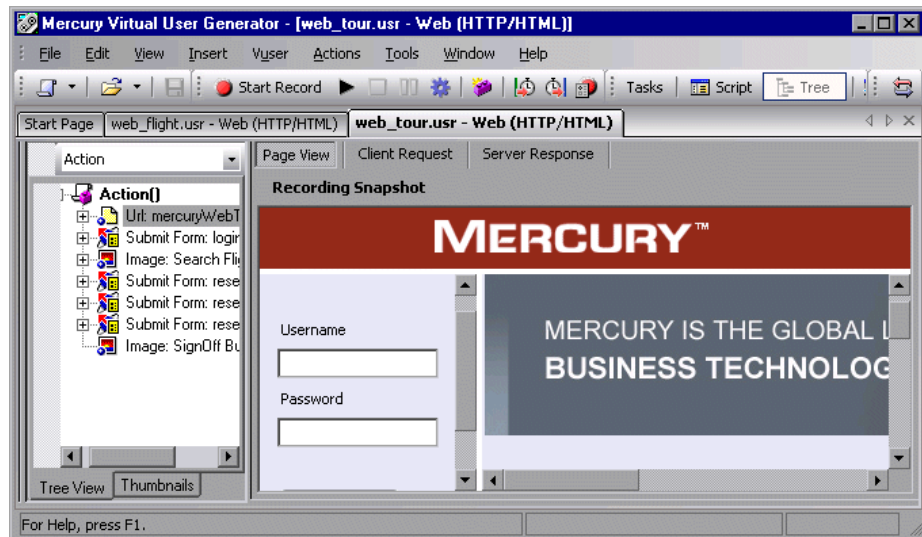 Mercury Virtual User Generator - [web_tour.usr - Web (HTTP/HTML)]
File Edit View Insert Vuser Actions Tools Window Help
Start Record Tasks Script Tree
Start Page web_flight.usr - Web (HTTP/HTML) web_tour.usr - Web (HTTP/HTML)
Action Page View Client Request Server Response
Recording Snapshot
Action()
Url: mercuryWebT
Submit Form: login
Image: Search Fli
Submit Form: rese
Submit Form: rese
Submit Form: rese
Image: SignOff Bu
MERCURY™
Username
Password
MERCURY IS THE GLOBAL L
BUSINESS TECHNOLOG
Tree View Thumbnails
For Help, press F1.